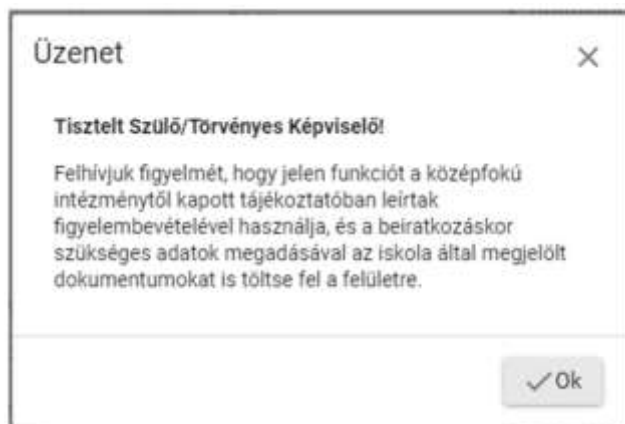 Üzenet
Tisztelt Szülő/Törvényes Képviselő!
Felhívjuk figyelmét, hogy jelen funkciót a középfokú
intézménytől kapott tájékoztatóban leírtak
figyelembevételével használja, és a beiratkozáskor
szükséges adatok megadásával az iskola által megjelölt
dokumentumokat is töltse fel a felületre.
Ok